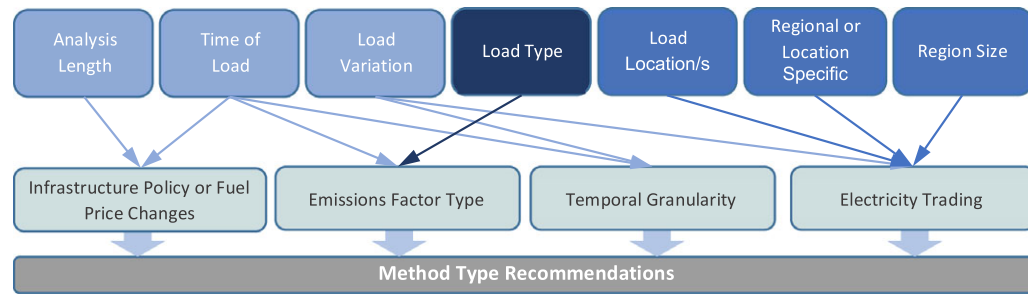 Analysis
Length
Time of
Load
Load
Variation
Load Type
Load
Location/s
Regional or
Location
Specific
Region Size
Infrastructure Policy or Fuel
Price Changes
Emissions Factor Type
Temporal Granularity
Electricity Trading
Method Type Recommendations